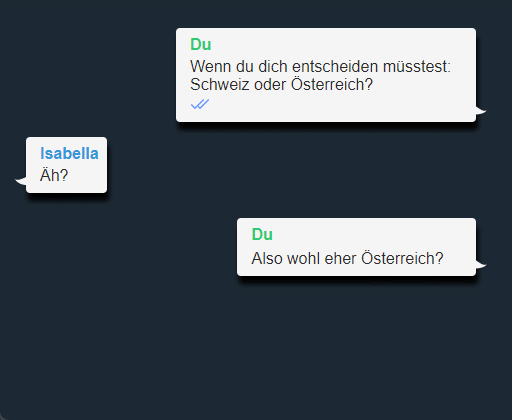 Du
Wenn du dich entscheiden müsstest:
Schweiz oder Österreich?
Isabella
Äh?
Du
Also wohl eher Österreich?